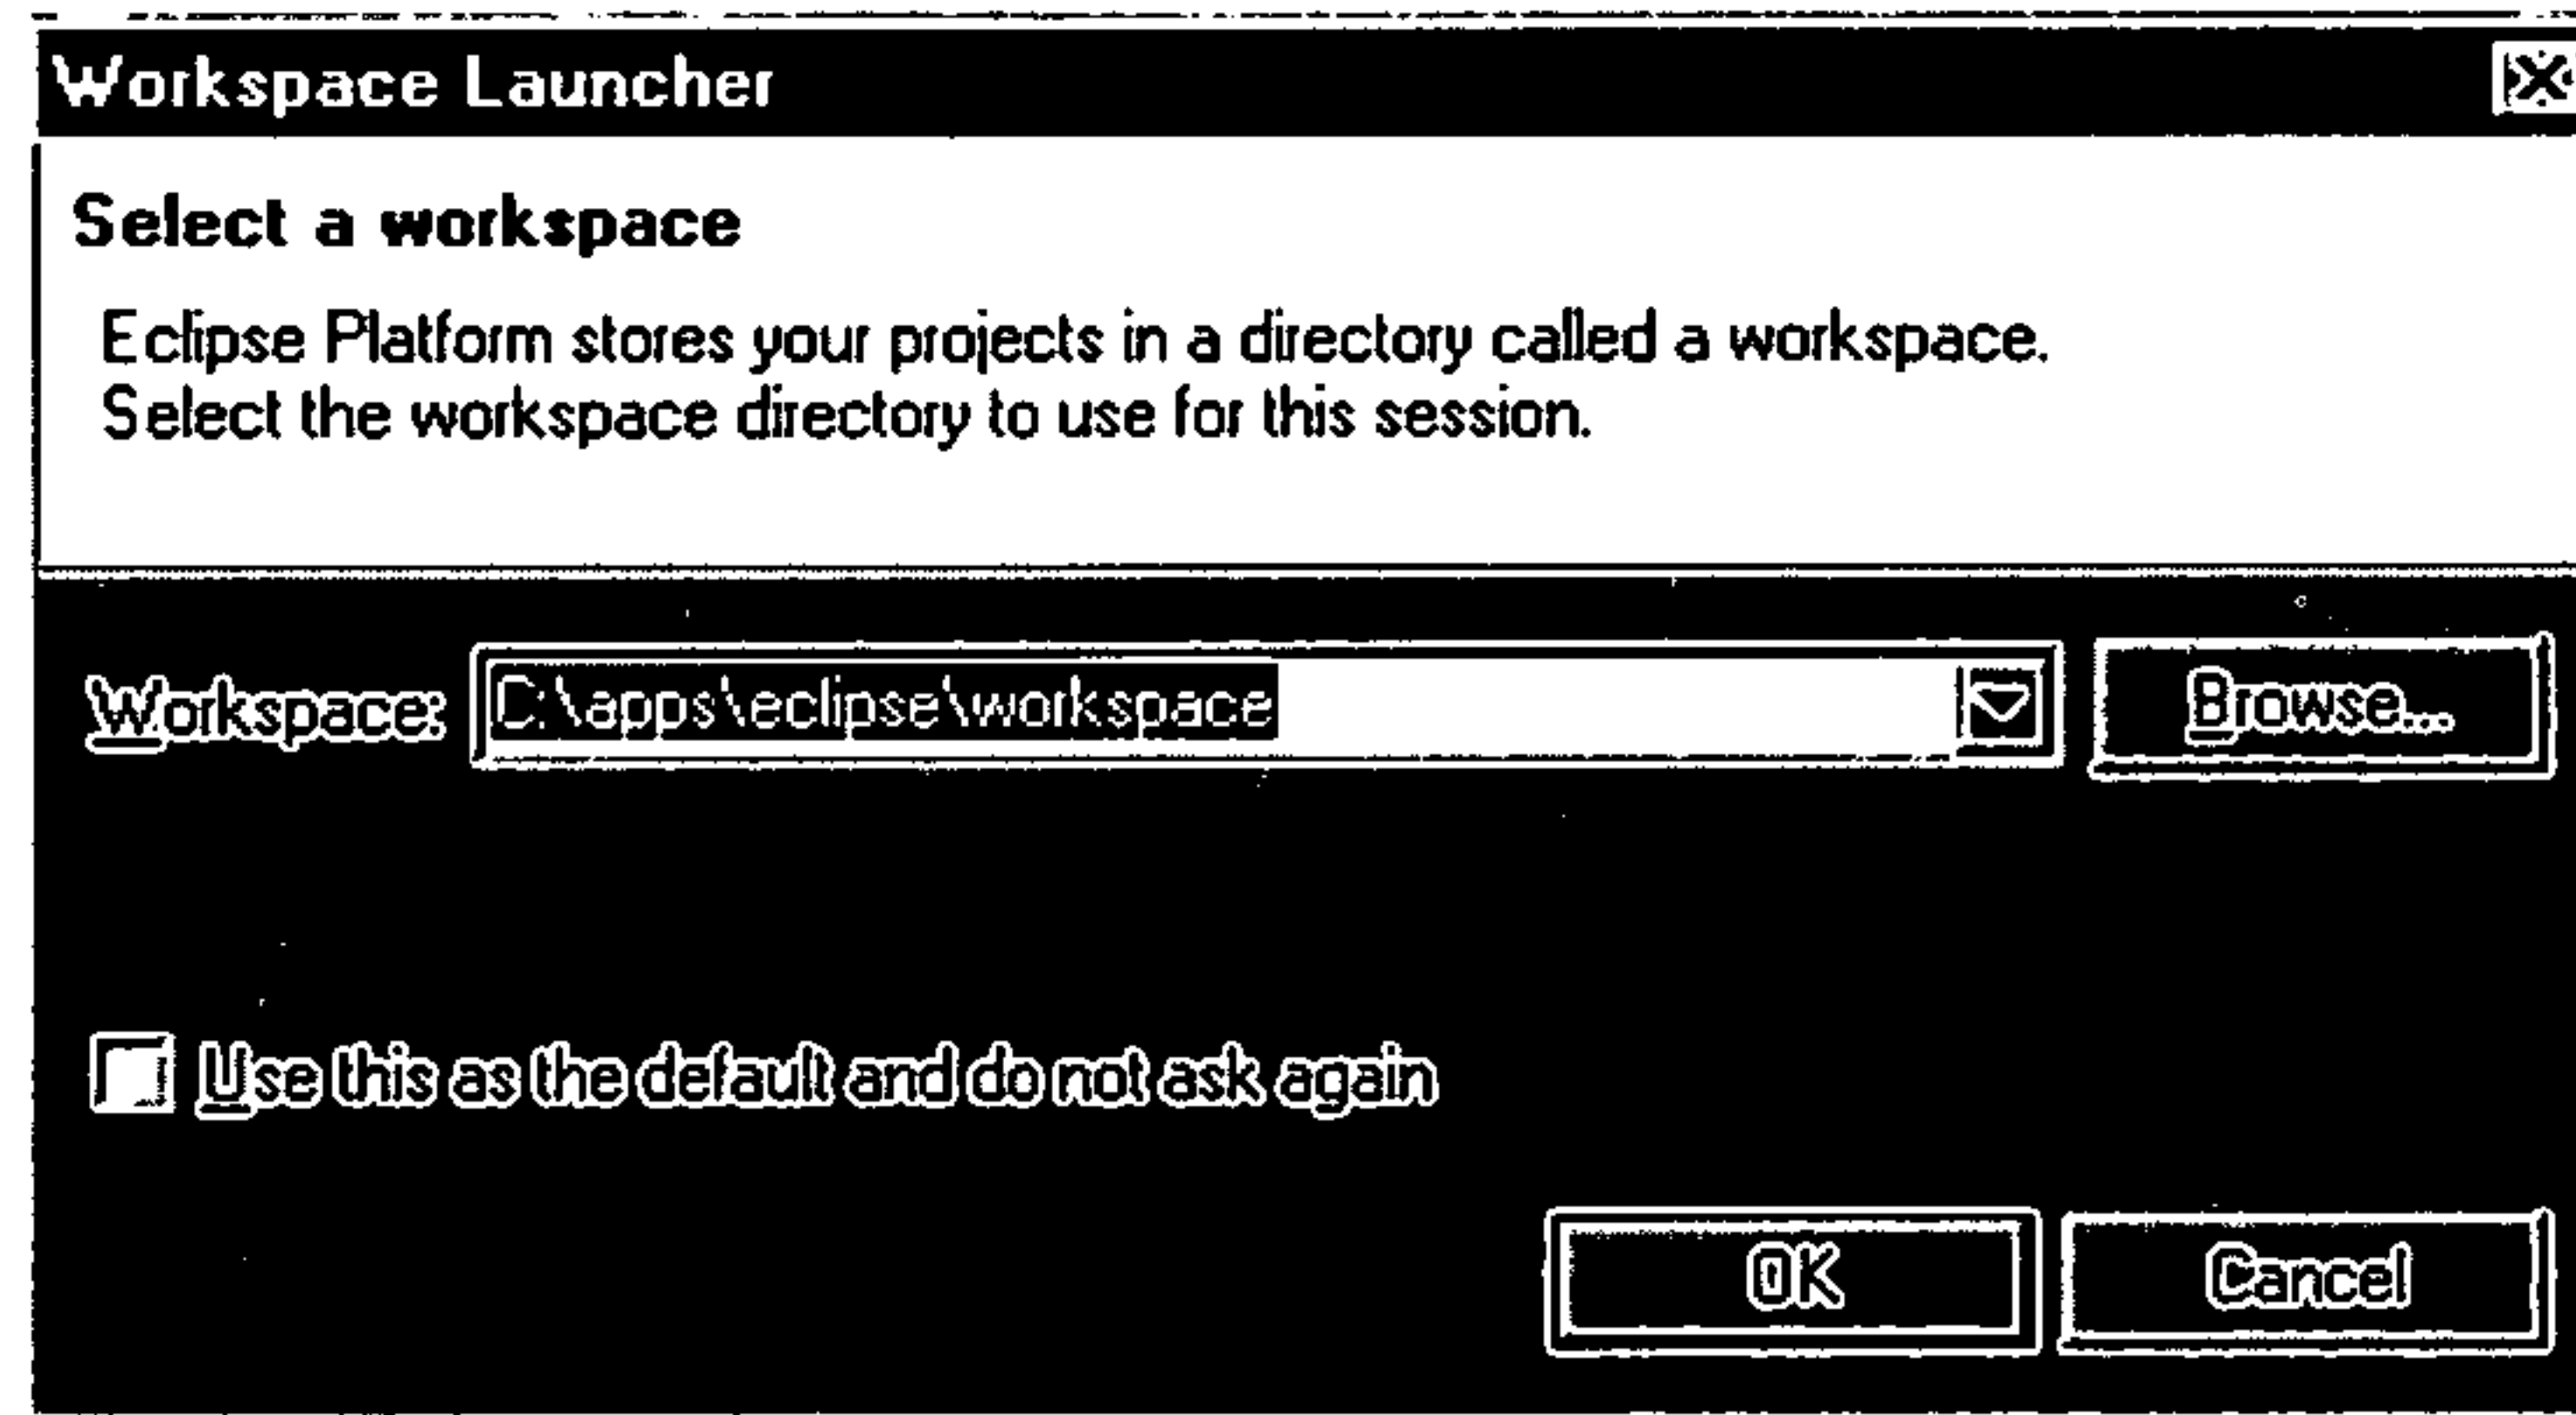 Workspace Launcher
Select a workspace
Eclipse Platform stores your projects in a directory called a workspace.
Select the workspace directory to use for this session.
Workspace: C:\apps\eclipse\workspace Browse...
Use this as the default and do not ask again
OK Cancel